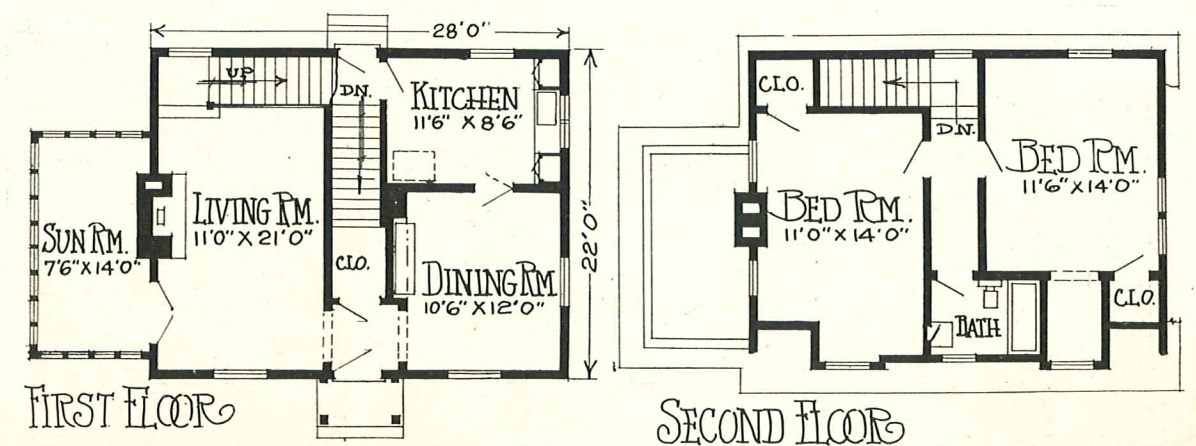 28'0"
UP
DN.
KITCHEN
11'6" X 8'6"
SUN RM.
7'6" X 14'0"
LIVING RM.
11'0" X 21'0"
CLO.
DINING RM
10'6" X 12'0"
22'0"
FIRST FLOOR
CLO.
DN.
BED RM.
11'0" X 14'0"
BED RM.
11'6" X 14'0"
BATH
CLO.
SECOND FLOOR